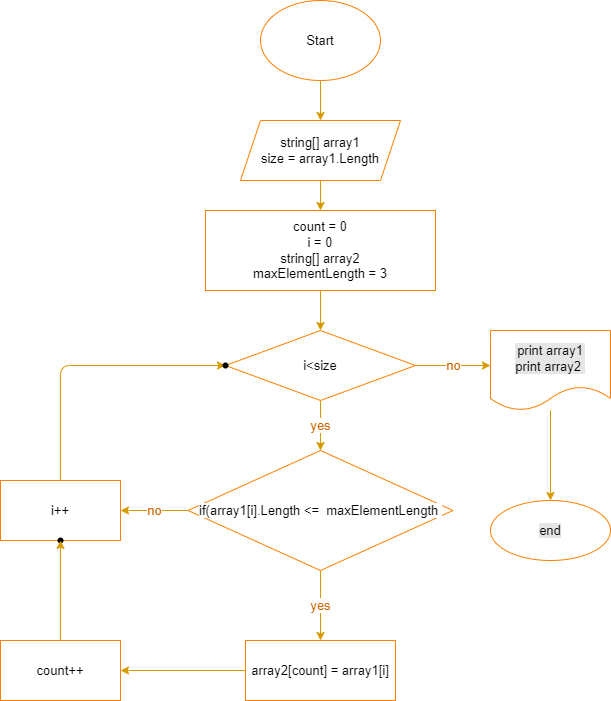 Start
string[] array1
size = array1.Length
count = 0
i = 0
string[] array2
maxElementLength = 3
i<size
no
print array1
print array2
yes
i++
no
if(array1[i].Length <= maxElementLength
end
yes
count++
array2[count] = array1[i]